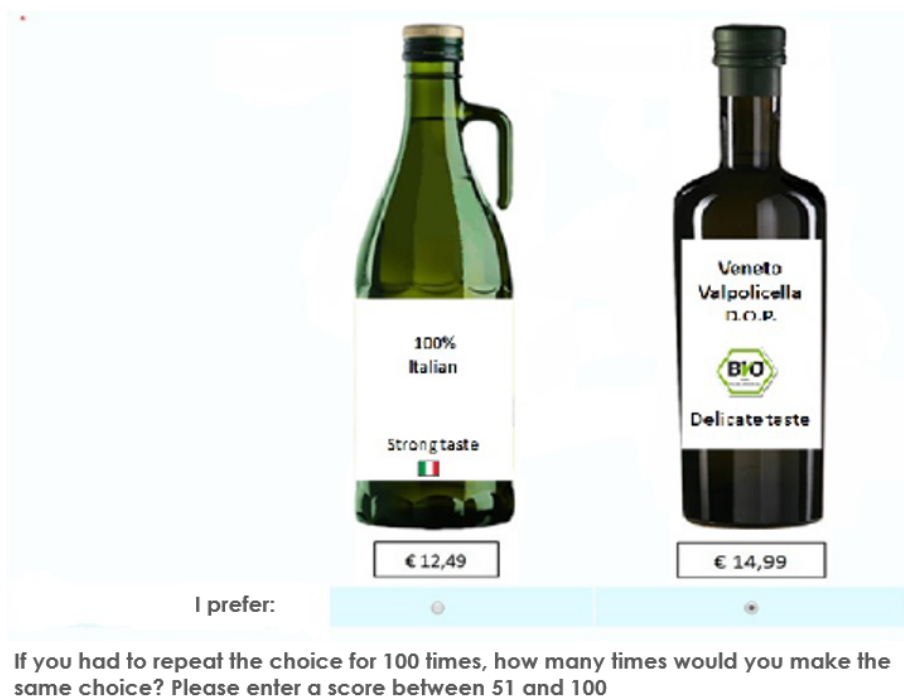 100%
Italian
Strong taste
€ 12,49
Veneto
Valpolicella
D.O.P.
BIO
Delicate taste
€ 14,99
I prefer:
If you had to repeat the choice for 100 times, how many times would you make the
same choice? Please enter a score between 51 and 100